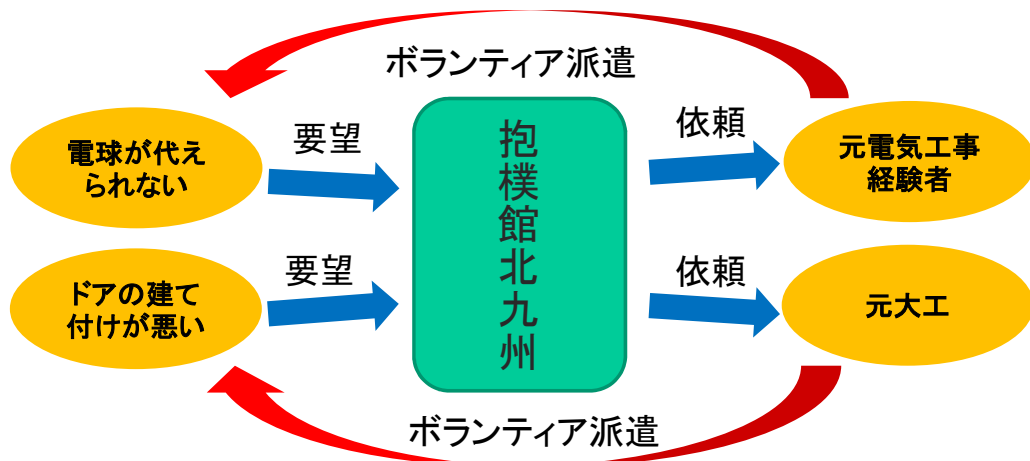 ボランティア派遣
電球が代え
られない
要望
抱樸館北九州
依頼
元電気工事
経験者
ドアの建て
付けが悪い
要望
依頼
元大工
ボランティア派遣